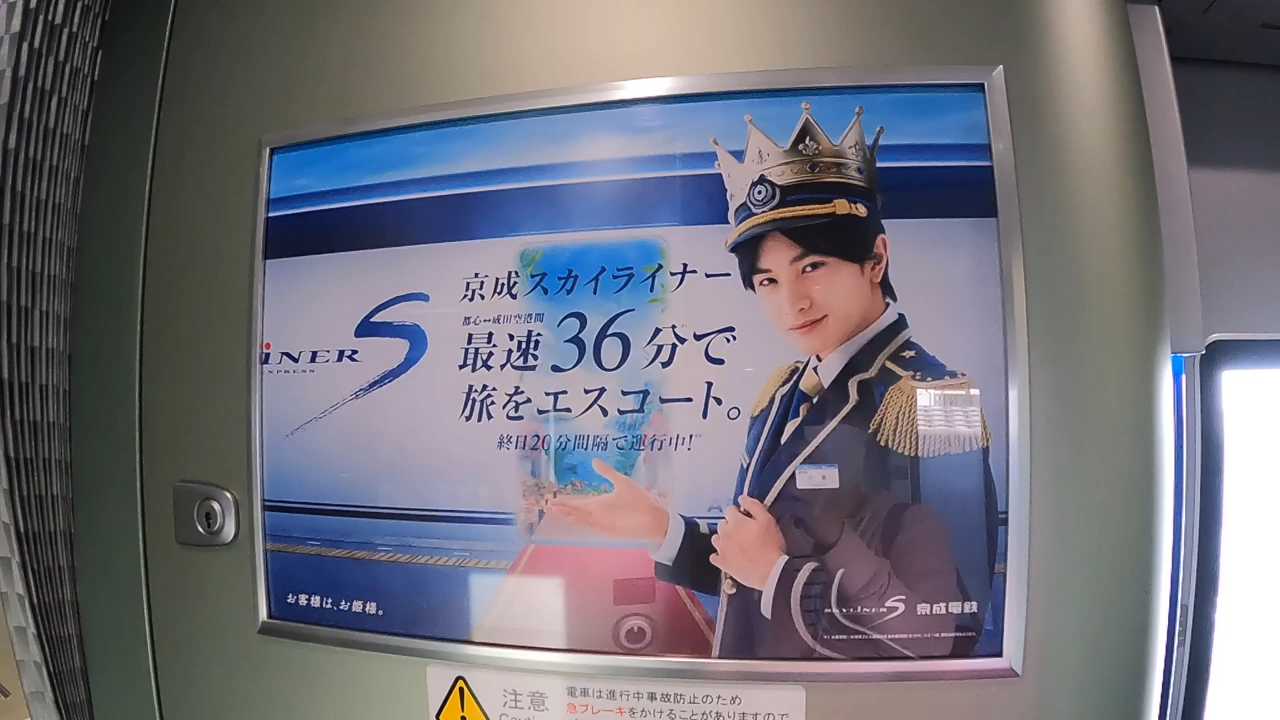 京成スカイライナー
都心↔成田空港間
最速36分で
旅をエスコート。
終日20分間隔で運行中!
iNER
XPRESS
S
お客様は、お姫様。
SKYLiNER S 京成電鉄
注意
電車は進行中事故防止のため
急ブレーキをかけることがありますので